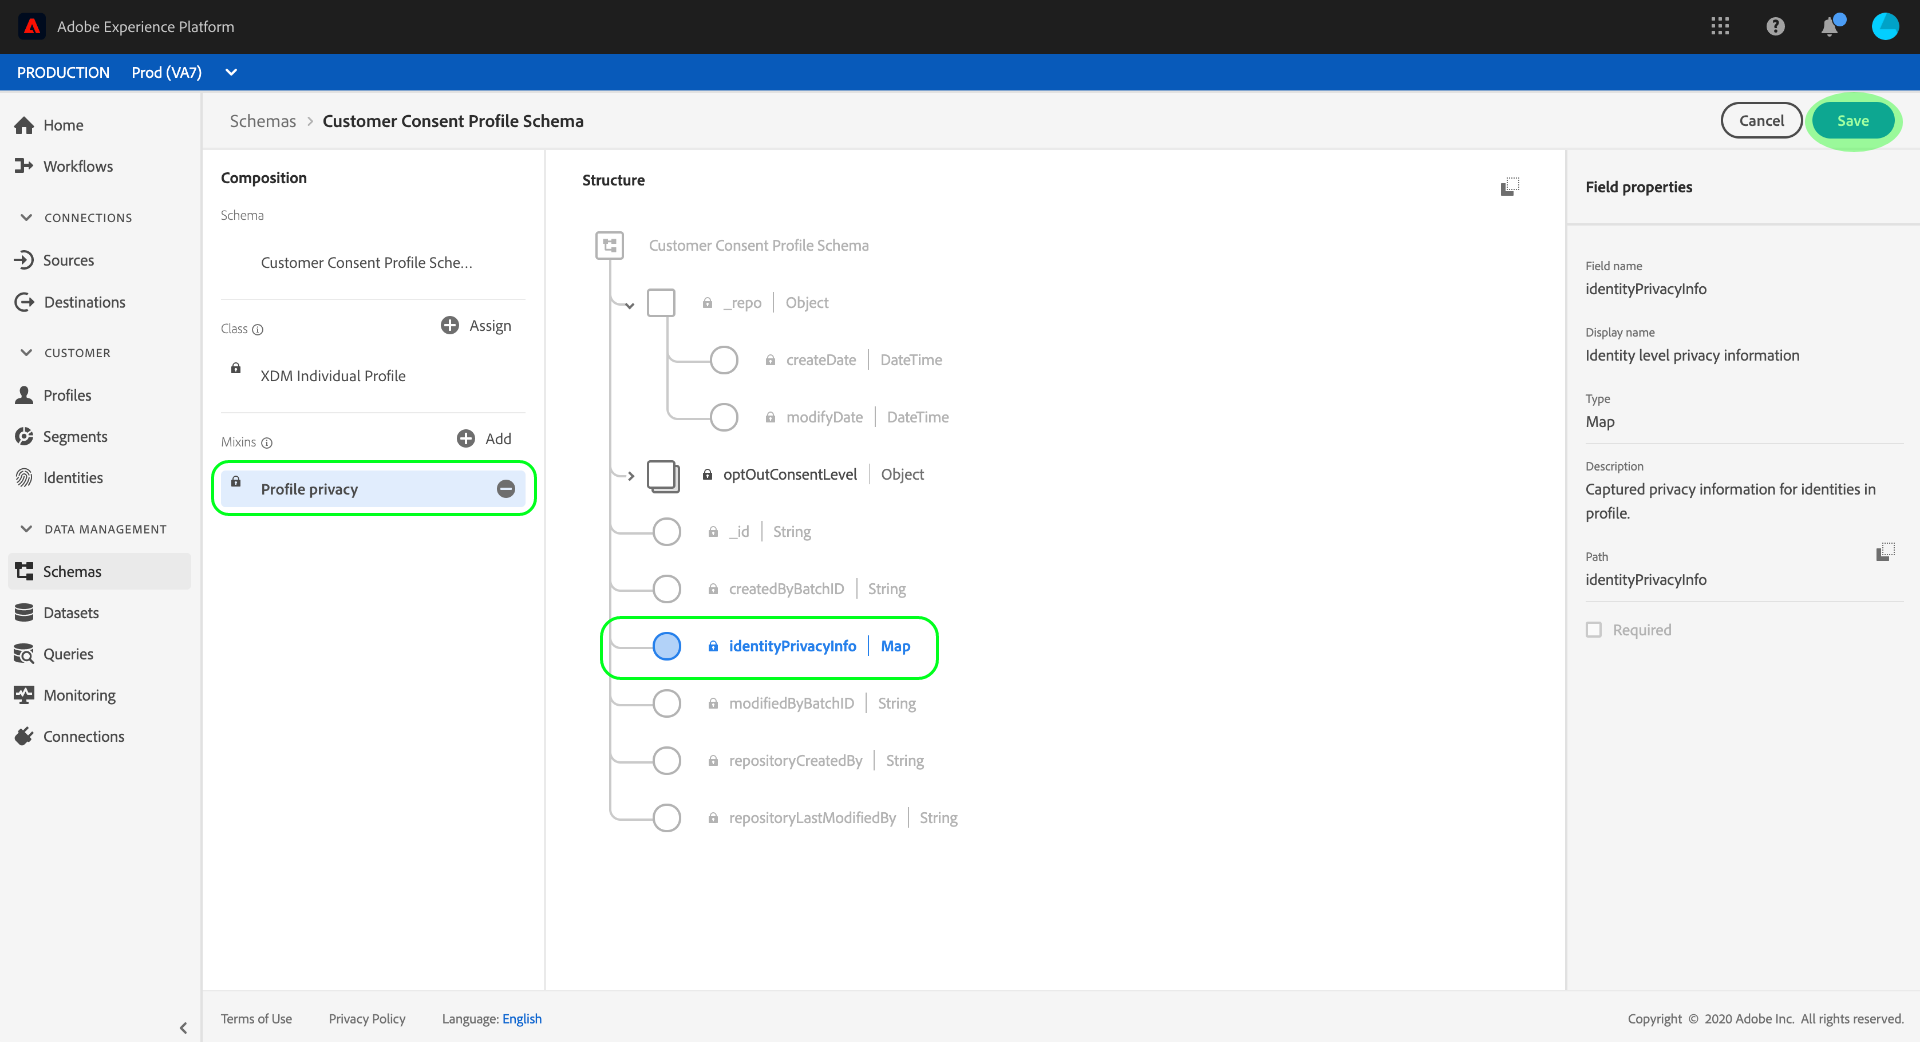 Adobe Experience Platform
PRODUCTION Prod (VA7)
Home
Workflows
CONNECTIONS
Sources
Destinations
CUSTOMER
Profiles
Segments
Identities
DATA MANAGEMENT
Schemas
Datasets
Queries
Monitoring
Connections
Schemas > Customer Consent Profile Schema
Cancel
Save
Composition
Schema
Customer Consent Profile Sche...
Class
Assign
XDM Individual Profile
Mixins
Add
Profile privacy
Structure
Customer Consent Profile Schema
_repo | Object
createDate | DateTime
modifyDate | DateTime
optOutConsentLevel | Object
_id | String
createdByBatchID | String
identityPrivacyInfo | Map
modifiedByBatchID | String
repositoryCreatedBy | String
repositoryLastModifiedBy | String
Field properties
Field name
identityPrivacyInfo
Display name
Identity level privacy information
Type
Map
Description
Captured privacy information for identities in
profile.
Path
identityPrivacyInfo
Required
Terms of Use Privacy Policy Language: English
Copyright © 2020 Adobe Inc. All rights reserved.